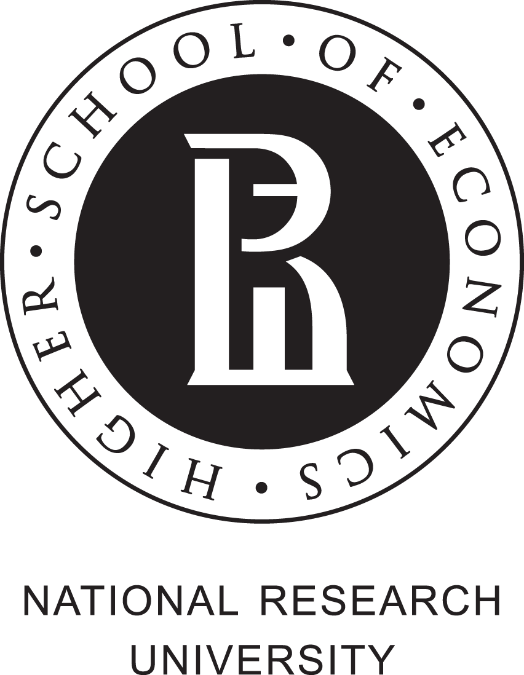 HIGHER · SCHOOL · OF · ECONOMICS ·
NATIONAL RESEARCH
UNIVERSITY